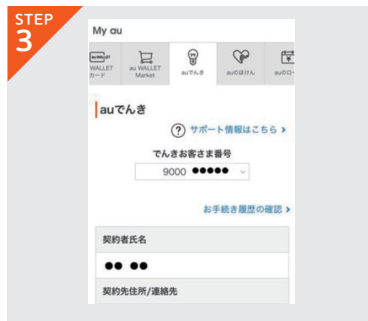 STEP
3
My au
au WALLET
WALLET
カード
au WALLET
Market
auでんき
auのほけん
auのロー
auでんき
? サポート情報はこちら >
でんきお客さま番号
9000 ●●●●●
お手続き履歴の確認 >
契約者氏名
●● ●●
契約先住所/連絡先